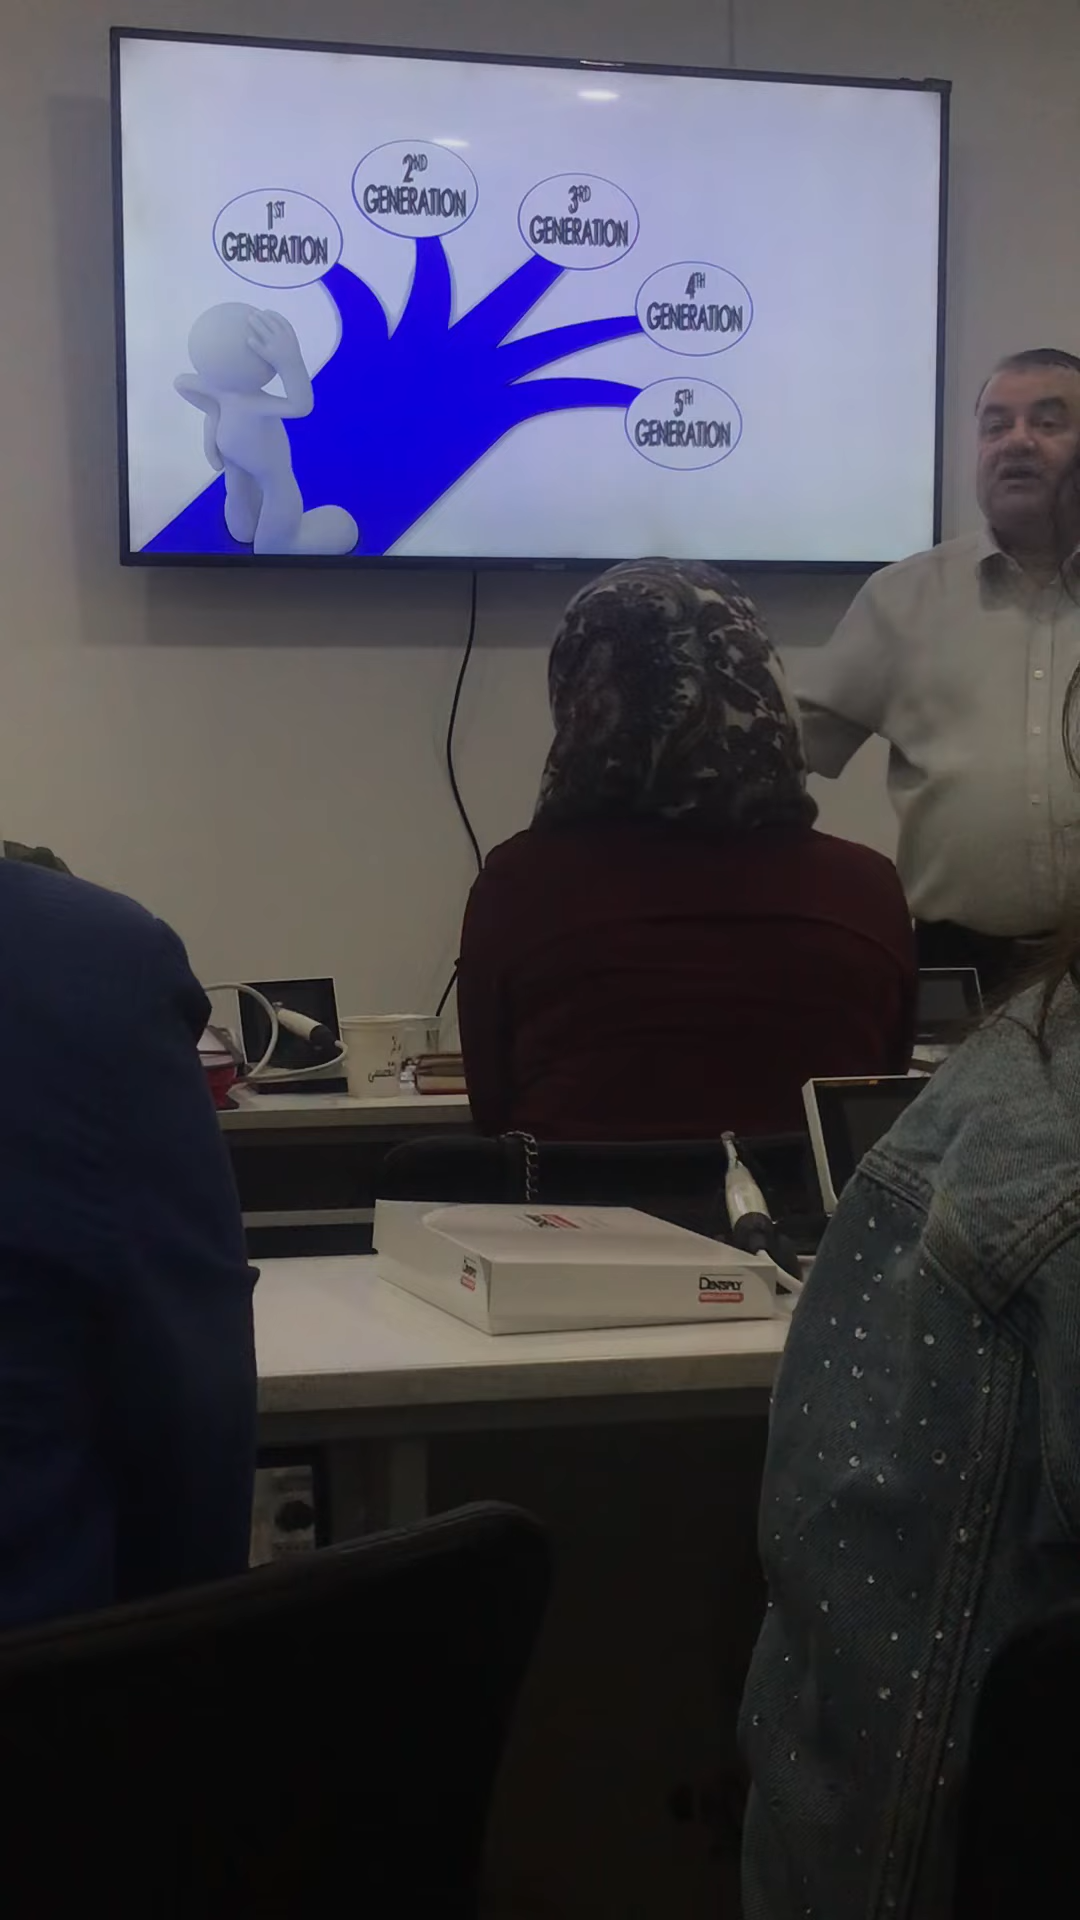 1ST
GENERATION
2ND
GENERATION
3RD
GENERATION
4TH
GENERATION
5TH
GENERATION
DENTSPLY